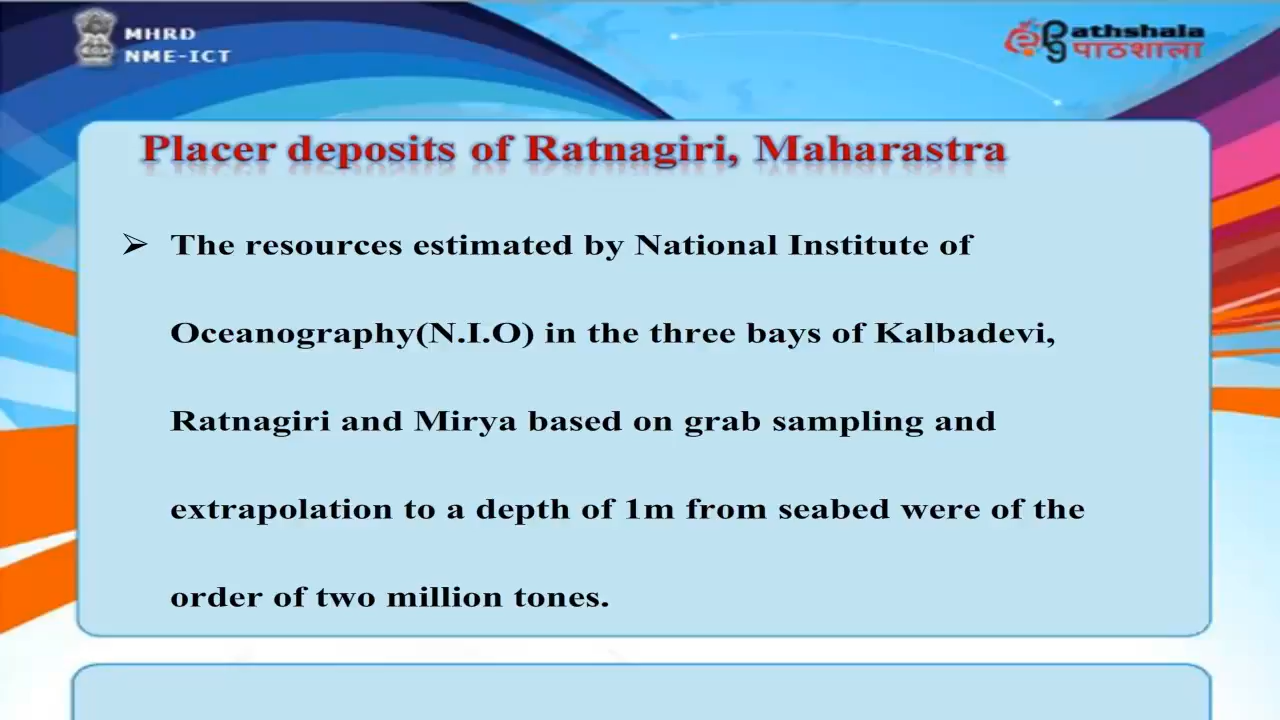 MHRD
NME-ICT
athshala
पाठशाला
Placer deposits of Ratnagiri, Maharastra
➢ The resources estimated by National Institute of
Oceanography(N.I.O) in the three bays of Kalbadevi,
Ratnagiri and Mirya based on grab sampling and
extrapolation to a depth of 1m from seabed were of the
order of two million tones.